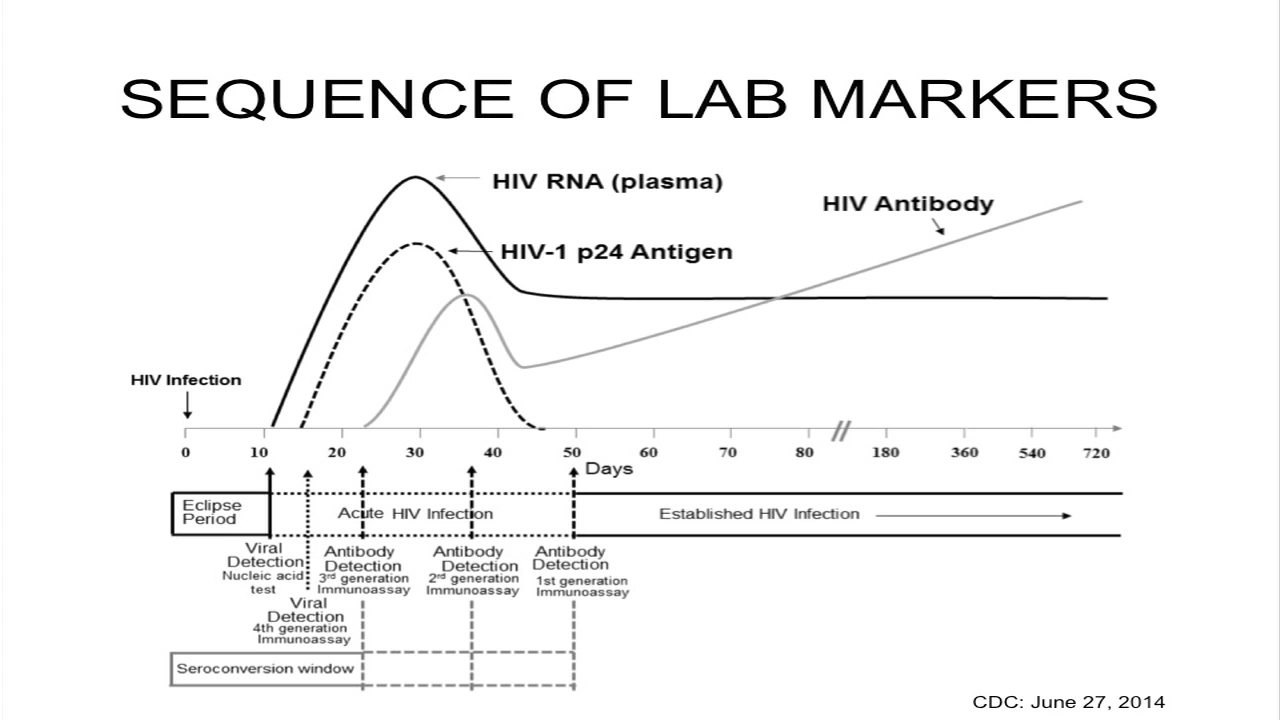 SEQUENCE OF LAB MARKERS
HIV RNA (plasma)
HIV Antibody
HIV-1 p24 Antigen
HIV Infection
0 10 20 30 40 50 60 70 80 180 360 540 720
Days
Eclipse
Period
Acute HIV Infection
Established HIV Infection
Viral
Detection
Nucleic acid
test
Viral
Detection
4th generation
Immunoassay
Antibody
Detection
3rd generation
Immunoassay
Antibody
Detection
2rd generation
Immunoassay
Antibody
Detection
1st generation
Immunoassay
Seroconversion window
CDC: June 27, 2014